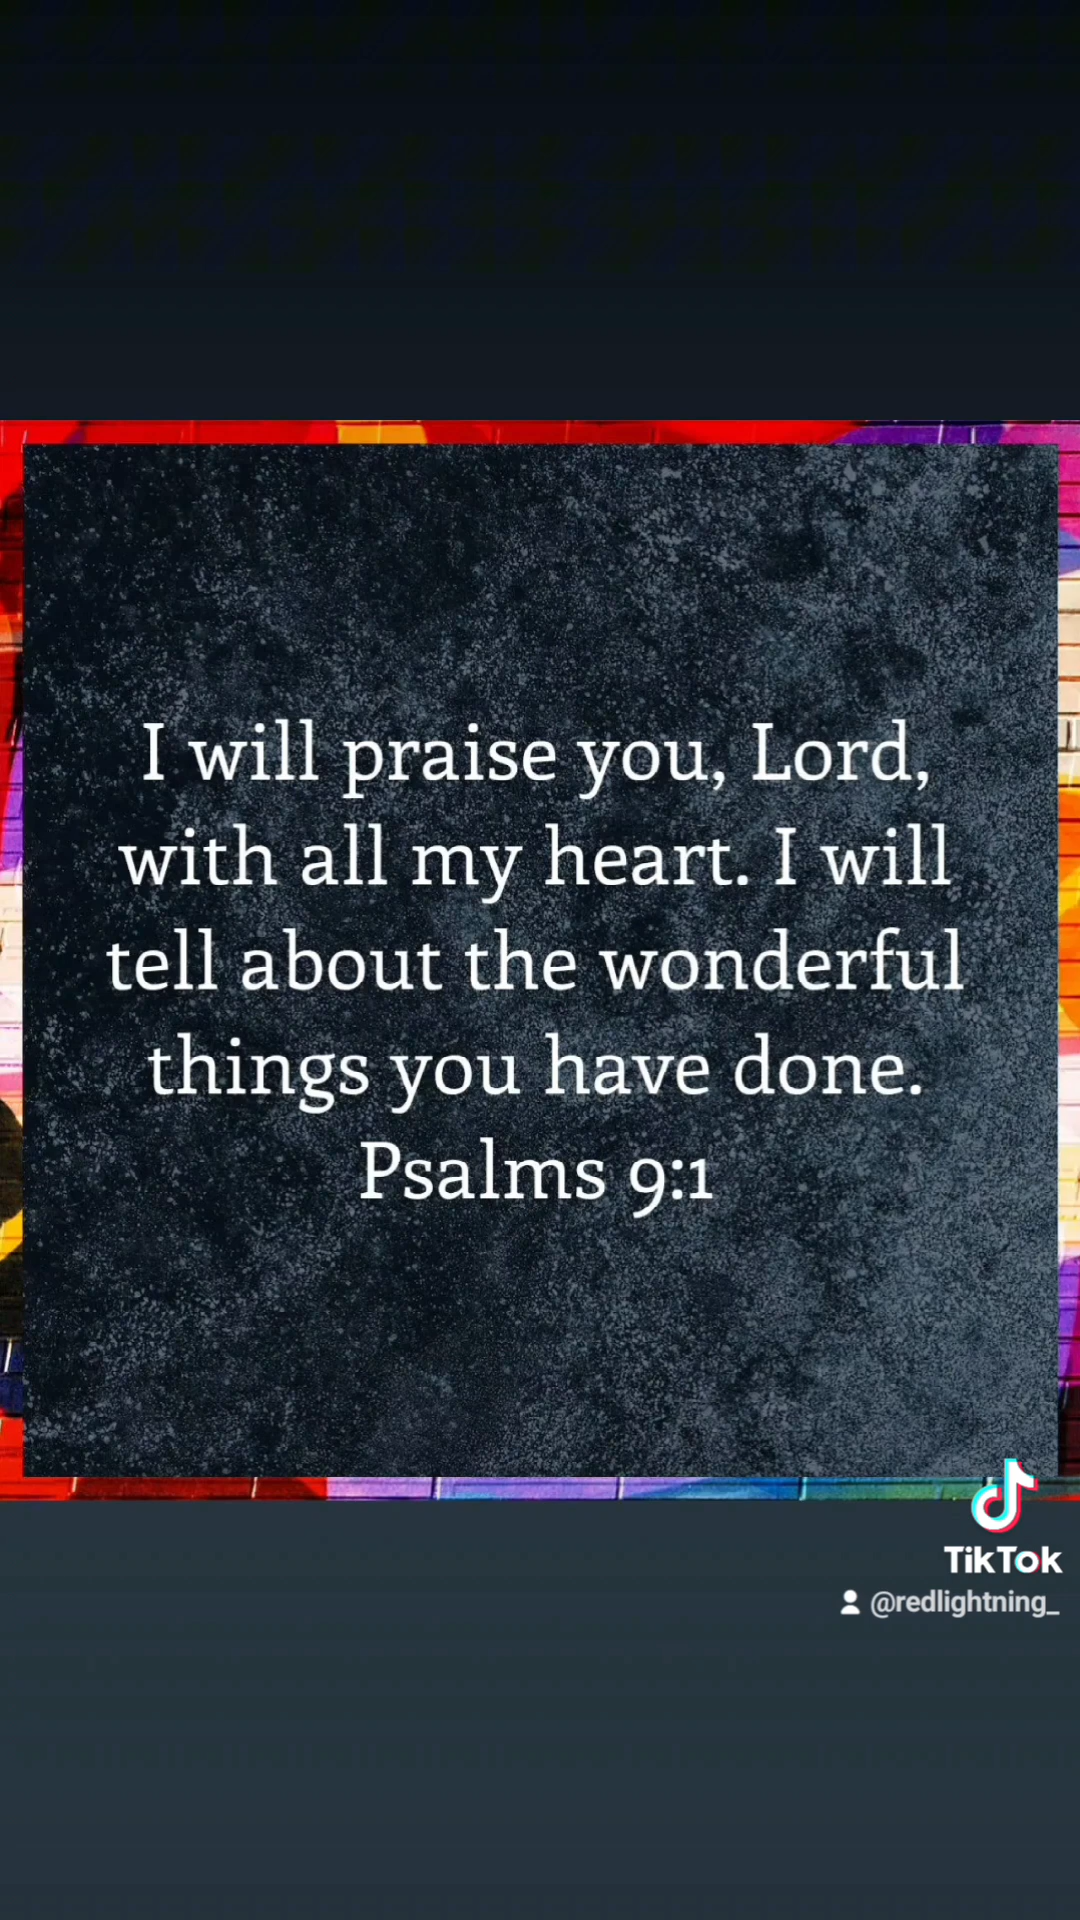 I will praise you, Lord,
with all my heart. I will
tell about the wonderful
things you have done.
Psalms 9:1
TikTok
@redlightning_